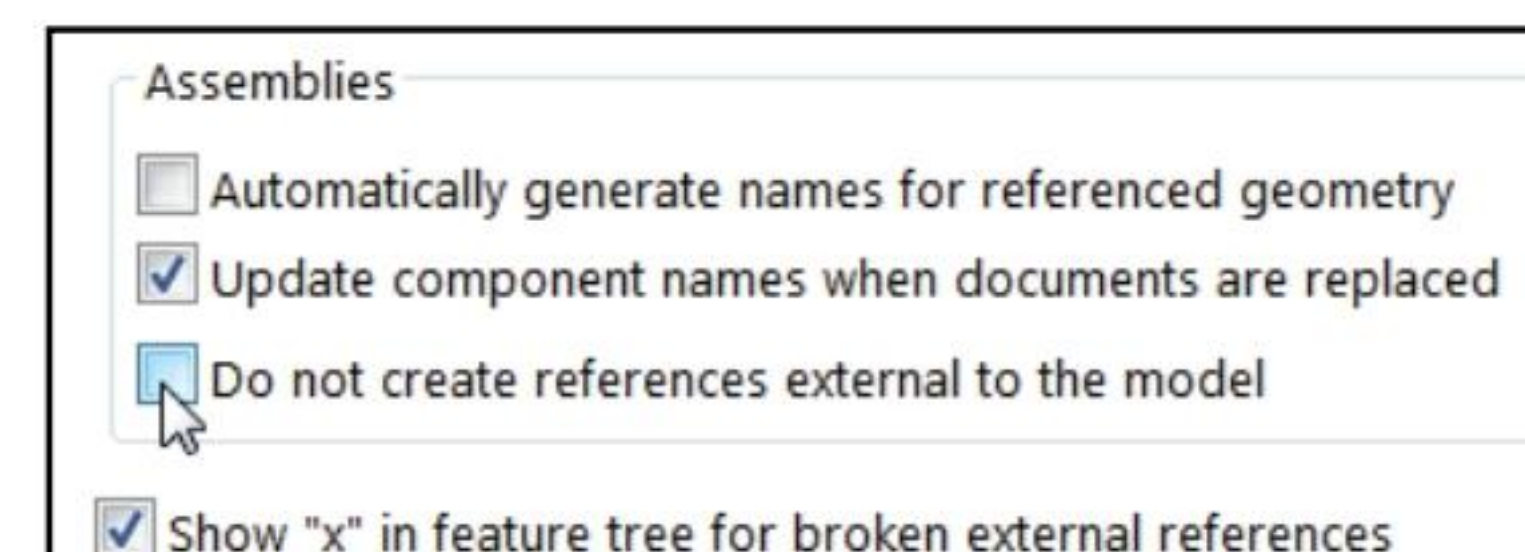 Assemblies
Automatically generate names for referenced geometry
Update component names when documents are replaced
Do not create references external to the model
Show "x" in feature tree for broken external references